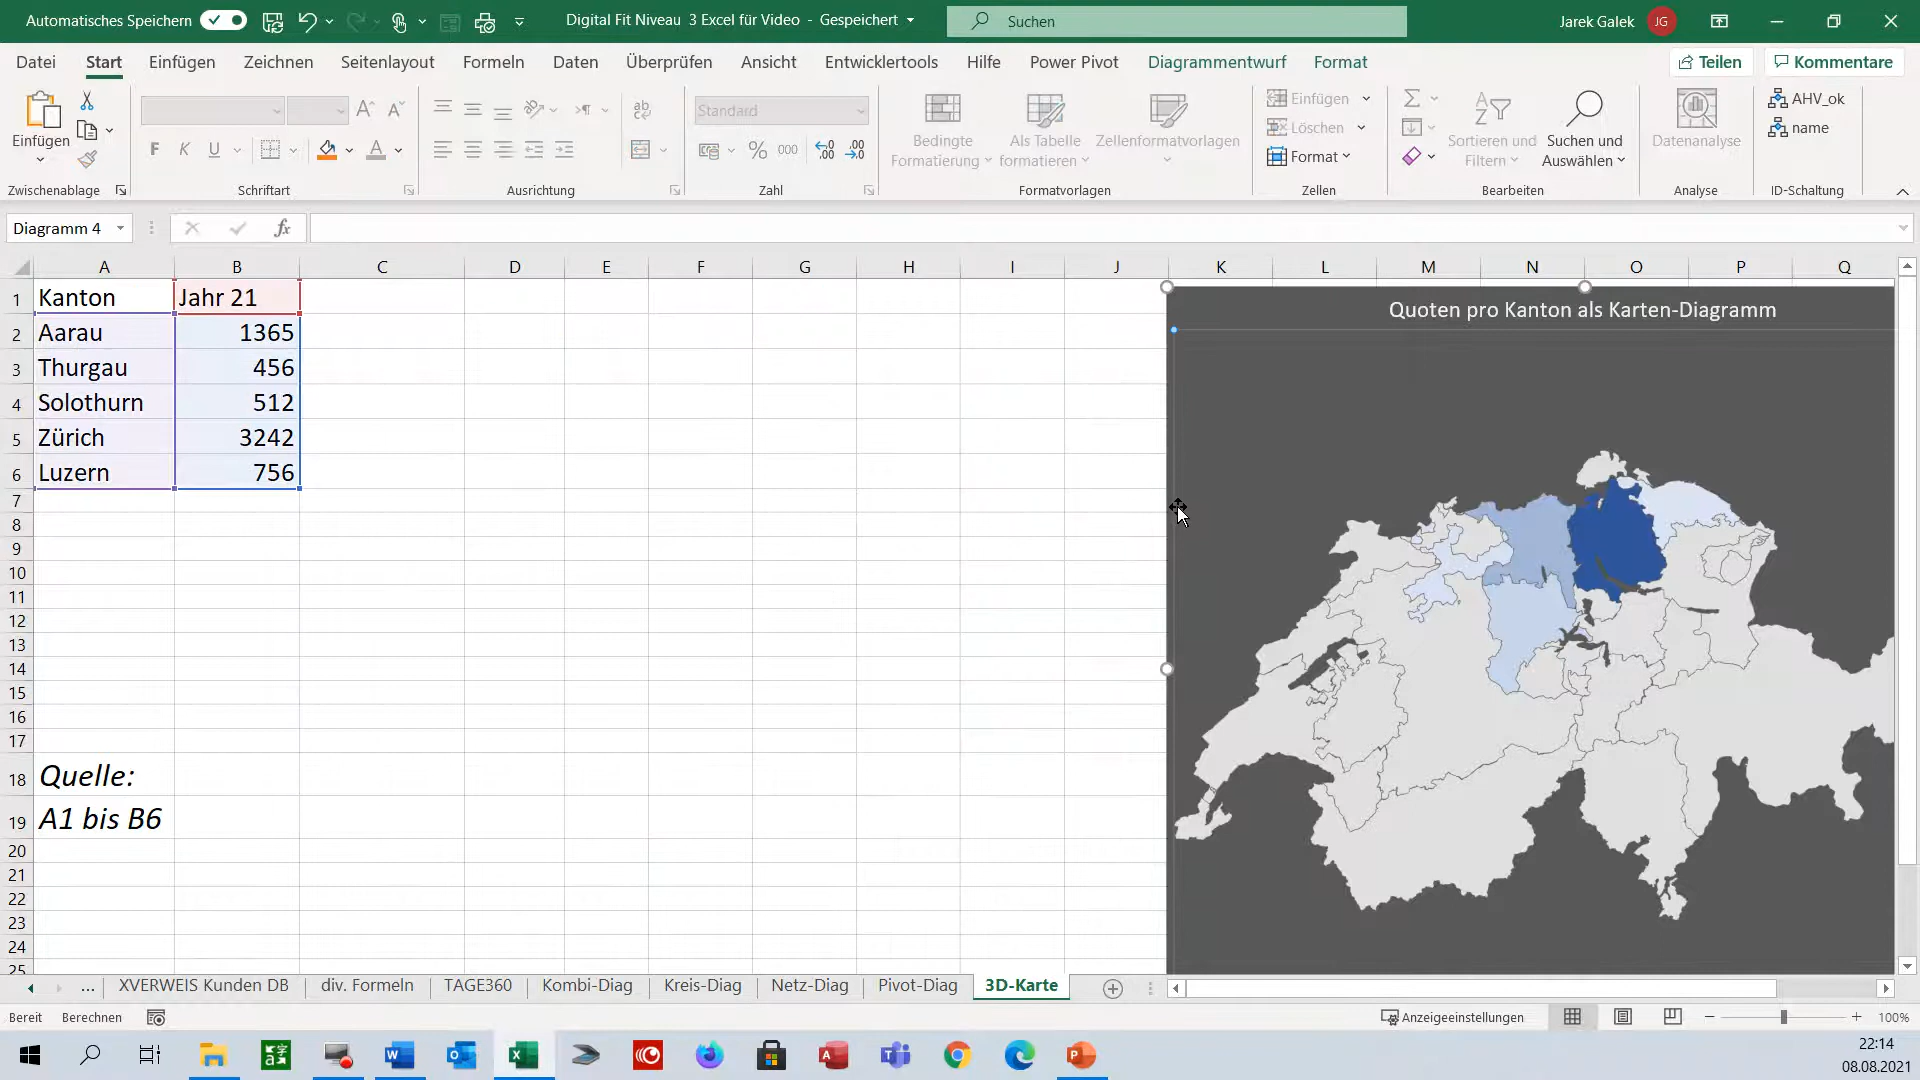 Automatisches Speichern
Digital Fit Niveau 3 Excel für Video - Gespeichert
Suchen
Jarek Galek
JG
Datei
Start
Einfügen
Zeichnen
Seitenlayout
Formeln
Daten
Überprüfen
Ansicht
Entwicklertools
Hilfe
Power Pivot
Diagrammentwurf
Format
Teilen
Kommentare
Einfügen
Zwischenablage
F K U
Schriftart
Ausrichtung
Standard
% 000
Zahl
Bedingte Formatierung
Als Tabelle formatieren
Zellenformatvorlagen
Formatvorlagen
Einfügen
Löschen
Format
Zellen
Sortieren und Filtern
Suchen und Auswählen
Bearbeiten
Datenanalyse
Analyse
AHV_ok
name
ID-Schaltung
Diagramm 4
fx
A B C D E F G H I J K L M N O P Q
1 Kanton Jahr 21
2 Aarau 1365
3 Thurgau 456
4 Solothurn 512
5 Zürich 3242
6 Luzern 756
7
8
9
10
11
12
13
14
15
16
17
18 Quelle:
19 A1 bis B6
20
21
22
23
24
25
Quoten pro Kanton als Karten-Diagramm
... XVERWEIS Kunden DB div. Formeln TAGE360 Kombi-Diag Kreis-Diag Netz-Diag Pivot-Diag 3D-Karte
Bereit Berechnen Anzeigeeinstellungen 100%
22:14
08.08.2021